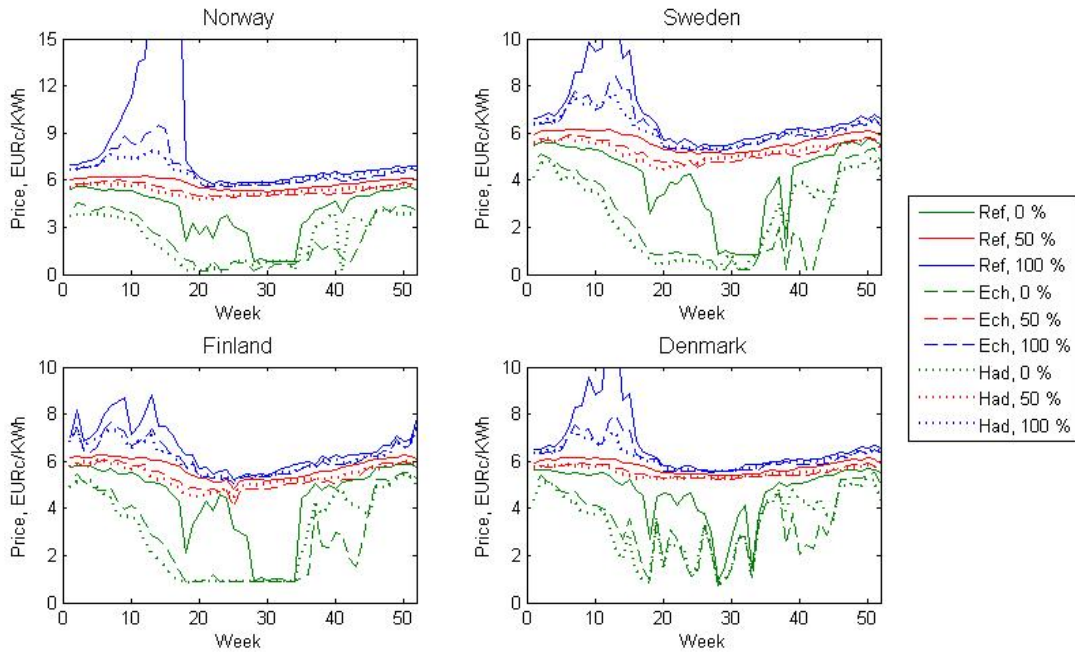 Norway
15
12
9
6
3
0
Price, EURc/KWh
0 10 20 30 40 50
Week
Sweden
10
8
6
4
2
0
Price, EURc/KWh
0 10 20 30 40 50
Week
Finland
10
8
6
4
2
0
Price, EURc/KWh
0 10 20 30 40 50
Week
Denmark
10
8
6
4
2
0
Price, EURc/KWh
0 10 20 30 40 50
Week
Ref, 0 %
Ref, 50 %
Ref, 100 %
Ech, 0 %
Ech, 50 %
Ech, 100 %
Had, 0 %
Had, 50 %
Had, 100 %